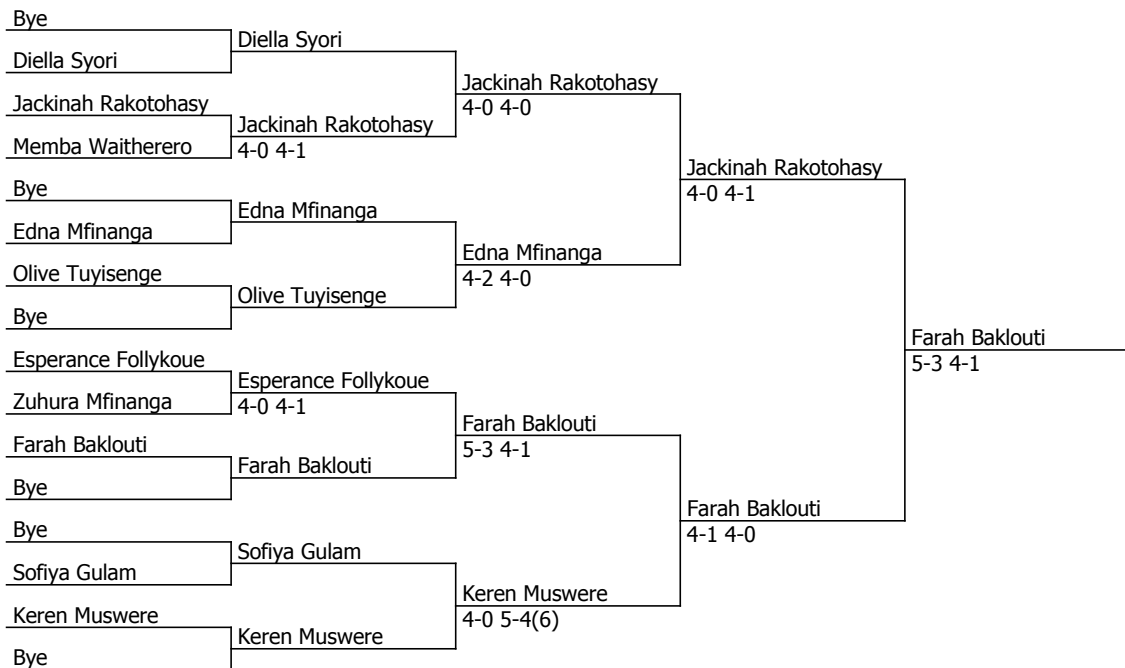 Bye
Diella Syori
Jackinah Rakotohasy
Memba Waitherero
Bye
Edna Mfinanga
Olive Tuyisenge
Bye
Esperance Follykoue
Zuhura Mfinanga
Farah Baklouti
Bye
Bye
Sofiya Gulam
Keren Muswere
Bye
Diella Syori
Jackinah Rakotohasy
4-0 4-1
Edna Mfinanga
Olive Tuyisenge
Esperance Follykoue
4-0 4-1
Farah Baklouti
Sofiya Gulam
Keren Muswere
Jackinah Rakotohasy
4-0 4-0
Edna Mfinanga
4-2 4-0
Farah Baklouti
5-3 4-1
Keren Muswere
4-0 5-4(6)
Jackinah Rakotohasy
4-0 4-1
Farah Baklouti
4-1 4-0
Farah Baklouti
5-3 4-1